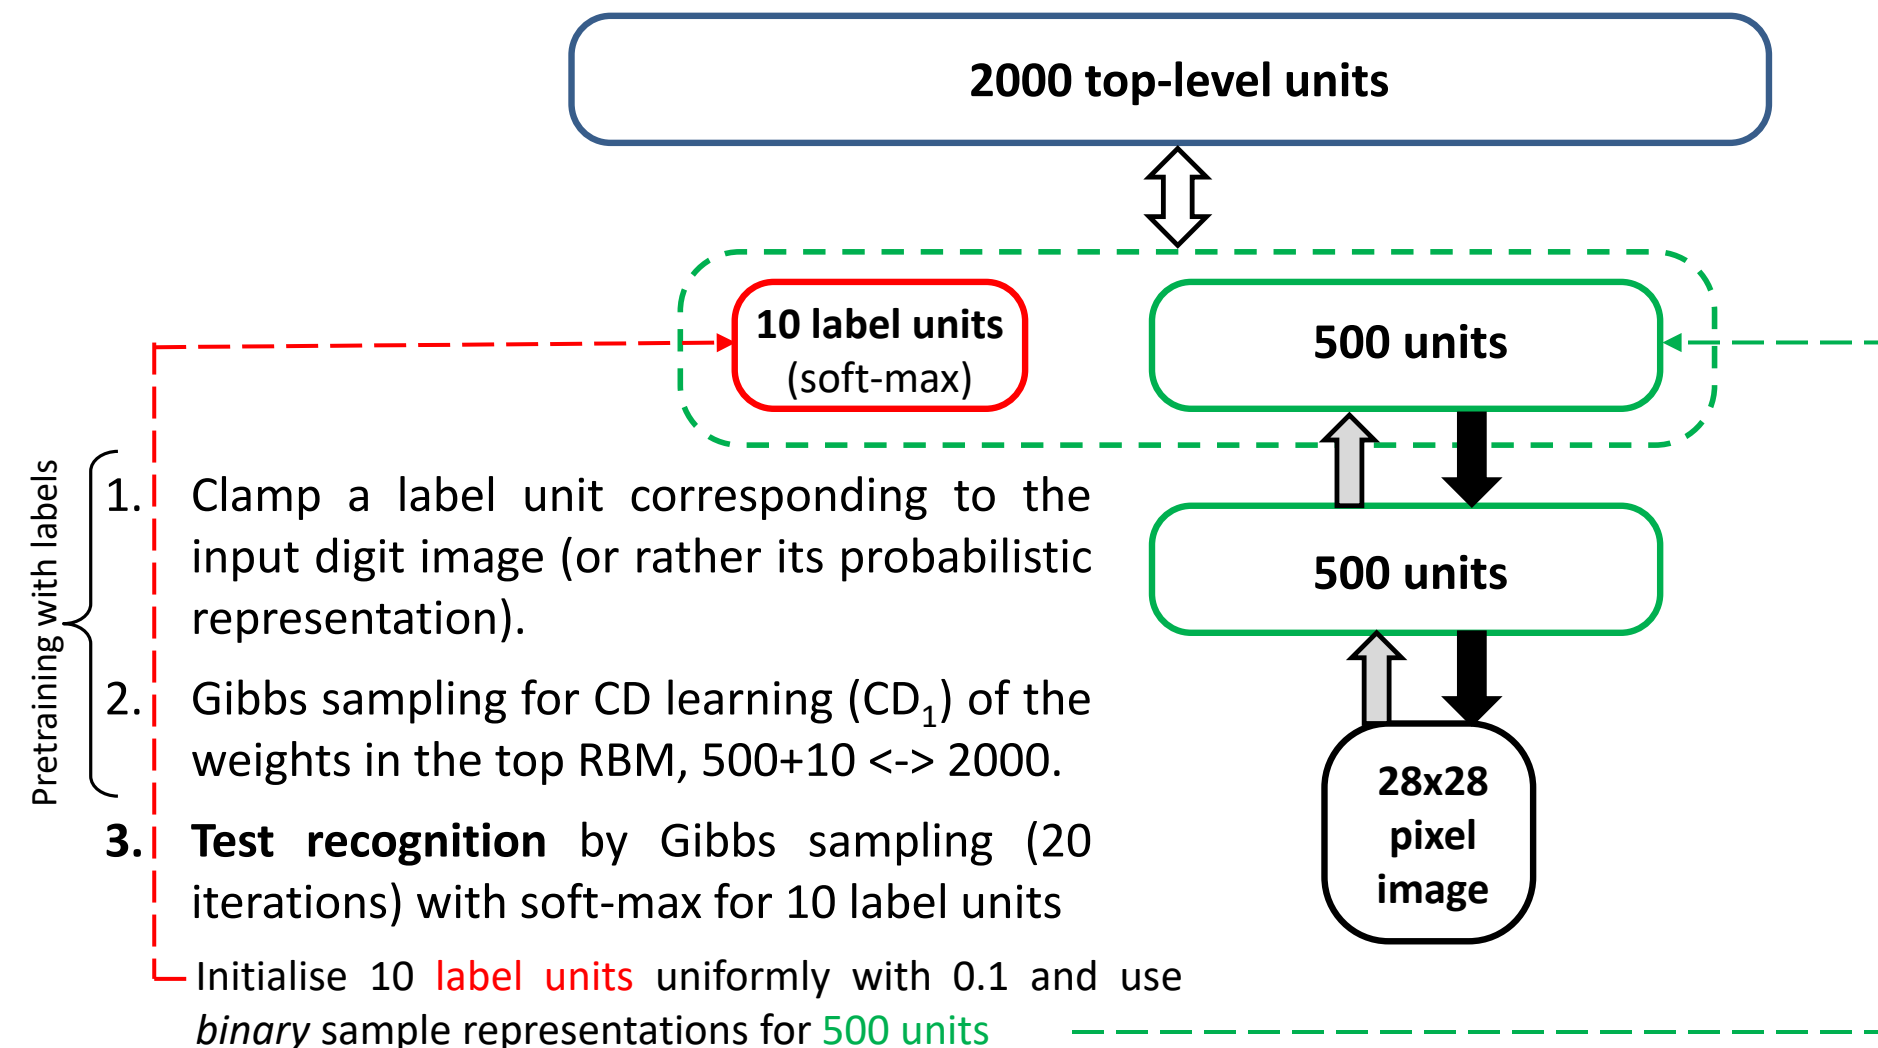 2000 top-level units
10 label units
(soft-max)
500 units
500 units
28x28
pixel
image
Pretraining with labels
1. Clamp a label unit corresponding to the
input digit image (or rather its probabilistic
representation).
2. Gibbs sampling for CD learning (CD₁) of the
weights in the top RBM, 500+10 <-> 2000.
3. Test recognition by Gibbs sampling (20
iterations) with soft-max for 10 label units
Initialise 10 label units uniformly with 0.1 and use
binary sample representations for 500 units